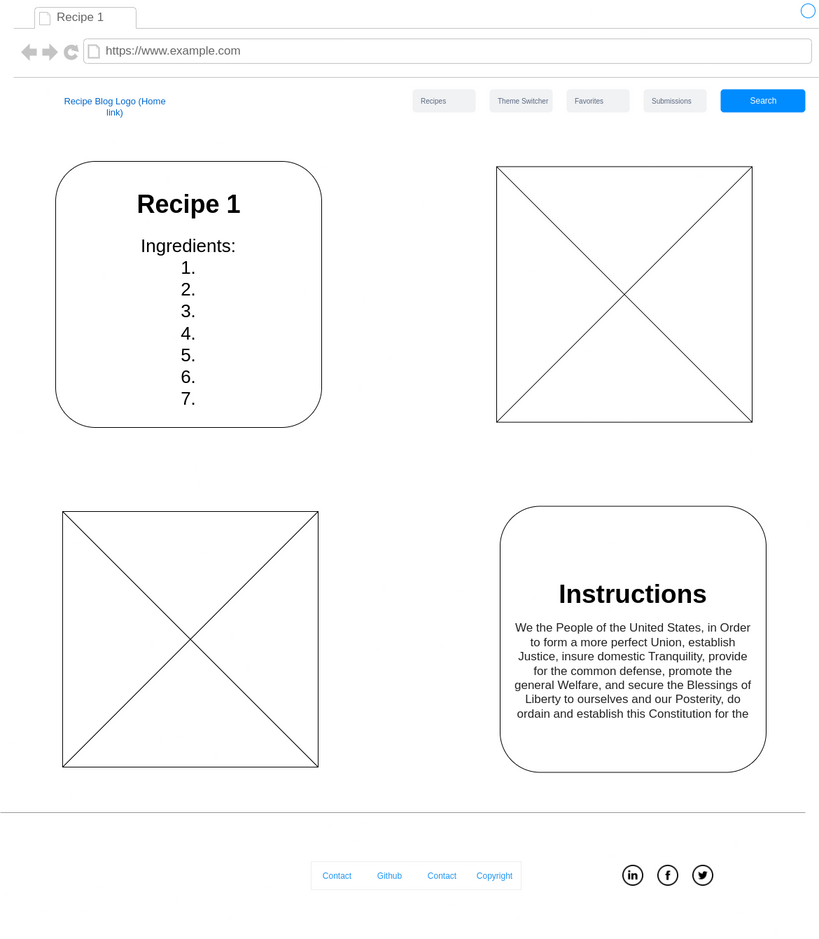 Recipe 1
https://www.example.com
Recipe Blog Logo (Home
link)
Recipes
Theme Switcher
Favorites
Submissions
Search
Recipe 1
Ingredients:
1.
2.
3.
4.
5.
6.
7.
Instructions
We the People of the United States, in Order
to form a more perfect Union, establish
Justice, insure domestic Tranquility, provide
for the common defense, promote the
general Welfare, and secure the Blessings of
Liberty to ourselves and our Posterity, do
ordain and establish this Constitution for the
Contact
Github
Contact
Copyright
in
f